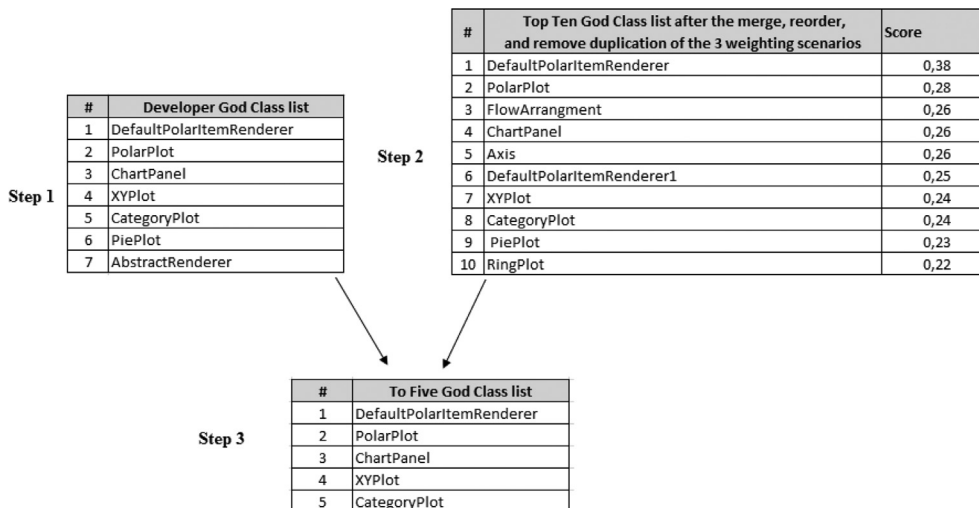 # Developer God Class list
1 DefaultPolarItemRenderer
2 PolarPlot
3 ChartPanel
4 XYPlot
5 CategoryPlot
6 PiePlot
7 AbstractRenderer
Step 1
Step 2
# Top Ten God Class list after the merge, reorder, and remove duplication of the 3 weighting scenarios Score
1 DefaultPolarItemRenderer 0,38
2 PolarPlot 0,28
3 FlowArrangment 0,26
4 ChartPanel 0,26
5 Axis 0,26
6 DefaultPolarItemRenderer1 0,25
7 XYPlot 0,24
8 CategoryPlot 0,24
9 PiePlot 0,23
10 RingPlot 0,22
Step 3
# To Five God Class list
1 DefaultPolarItemRenderer
2 PolarPlot
3 ChartPanel
4 XYPlot
5 CategoryPlot